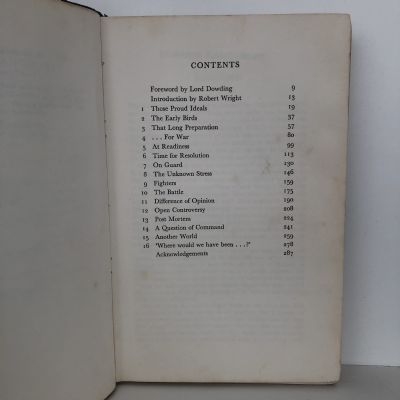 CONTENTS
Foreword by Lord Dowding 9
Introduction by Robert Wright 13
1 Those Proud Ideals 19
2 The Early Birds 37
3 That Long Preparation 57
4 . . . For War 80
5 At Readiness 99
6 Time for Resolution 113
7 On Guard 130
8 The Unknown Stress 146
9 Fighters 159
10 The Battle 175
11 Difference of Opinion 190
12 Open Controversy 208
13 Post Mortem 224
14 A Question of Command 241
15 Another World 259
16 'Where would we have been . . .?' 278
Acknowledgements 287